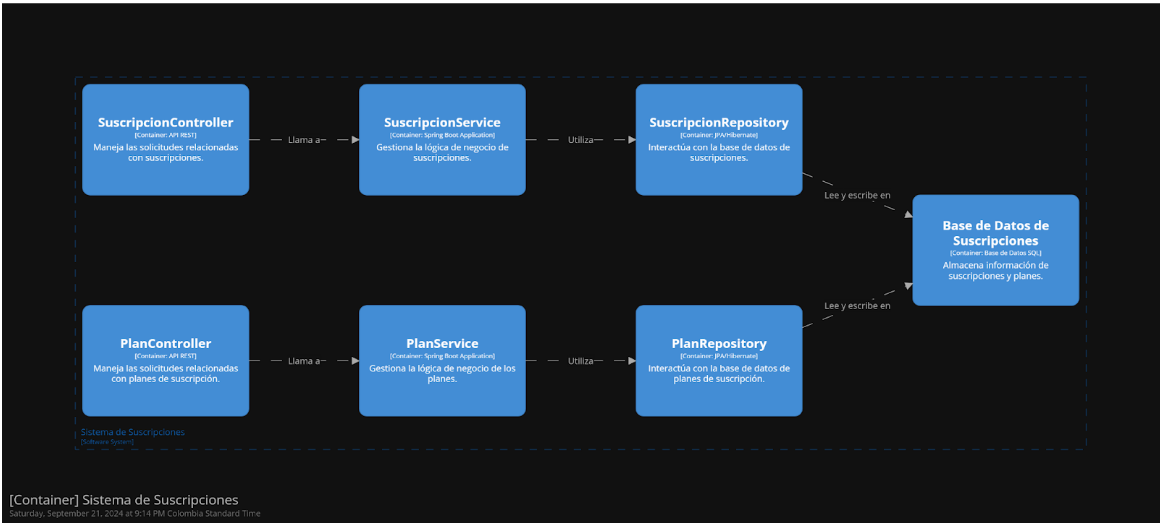 SuscripcionController
[Container: API REST]
Maneja las solicitudes relacionadas
con suscripciones.
Llama a
SuscripcionService
[Container: Spring Boot Application]
Gestiona la lógica de negocio de
suscripciones.
Utiliza
SuscripcionRepository
[Container: JPA/Hibernate]
Interactúa con la base de datos de
suscripciones.
Lee y escribe en
Base de Datos de
Suscripciones
[Container: Base de Datos SQL]
Almacena información de
suscripciones y planes.
Lee y escribe en
PlanController
[Container: API REST]
Maneja las solicitudes relacionadas
con planes de suscripción.
Llama a
PlanService
[Container: Spring Boot Application]
Gestiona la lógica de negocio de los
planes.
Utiliza
PlanRepository
[Container: JPA/Hibernate]
Interactúa con la base de datos de
planes de suscripción.
Sistema de Suscripciones
[Software System]
[Container] Sistema de Suscripciones
Saturday, September 21, 2024 at 9:14 PM Colombia Standard Time